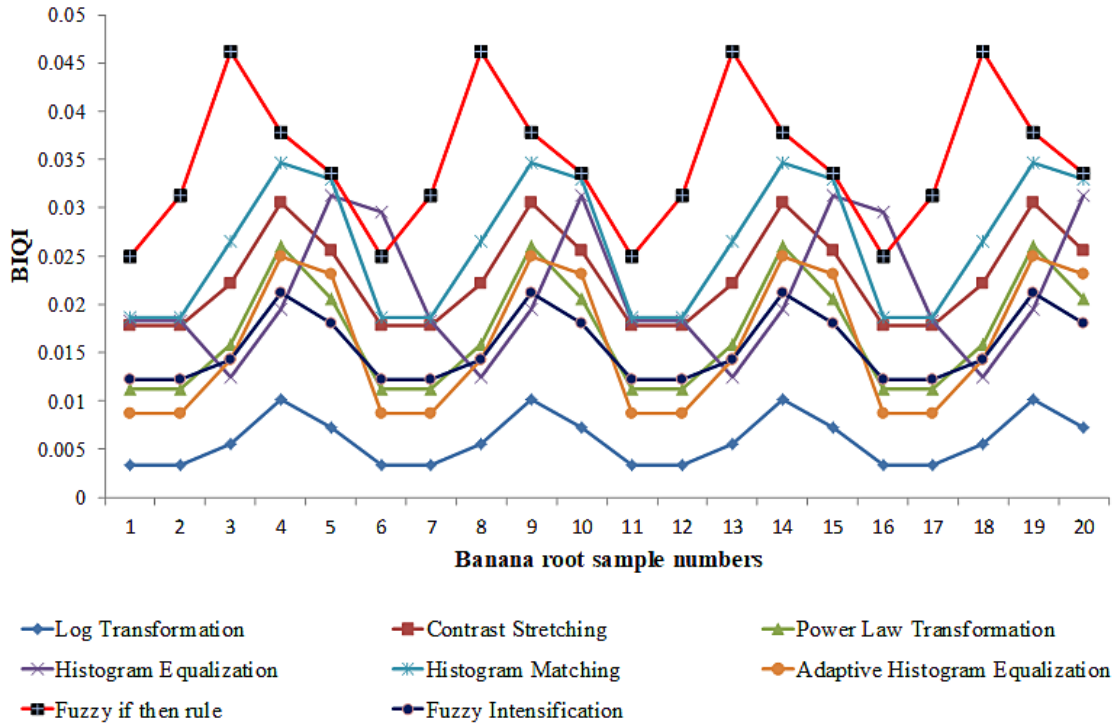 0.05
0.045
0.04
0.035
0.03
0.025
0.02
0.015
0.01
0.005
0
BIQI
1 2 3 4 5 6 7 8 9 10 11 12 13 14 15 16 17 18 19 20
Banana root sample numbers
Log Transformation Contrast Stretching Power Law Transformation
Histogram Equalization Histogram Matching Adaptive Histogram Equalization
Fuzzy if then rule Fuzzy Intensification